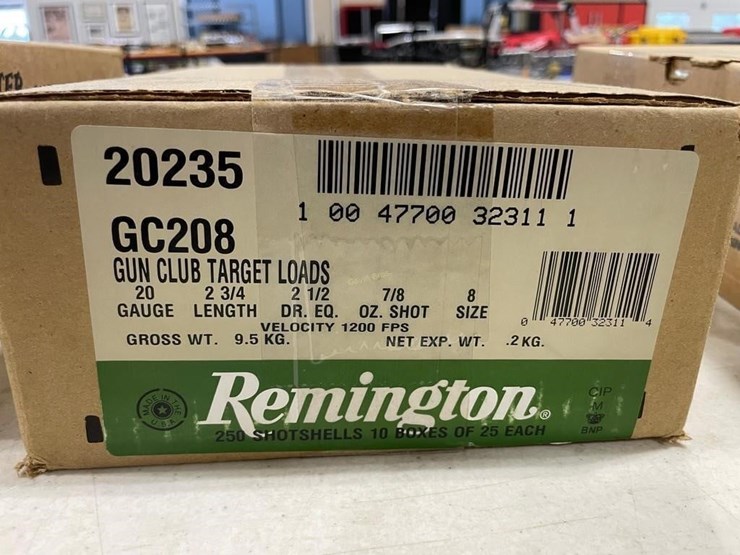 20235
1 00 47700 32311 1
GC208
GUN CLUB TARGET LOADS
20 2 3/4 2 1/2 7/8 8
GAUGE LENGTH DR. EQ. OZ. SHOT SIZE
VELOCITY 1200 FPS
GROSS WT. 9.5 KG. NET EXP. WT. .2 KG.
0 47700 32311 4
Remington®
250 SHOTSHELLS 10 BOXES OF 25 EACH
MADE IN THE U.S.A.
CIP
M
BNP